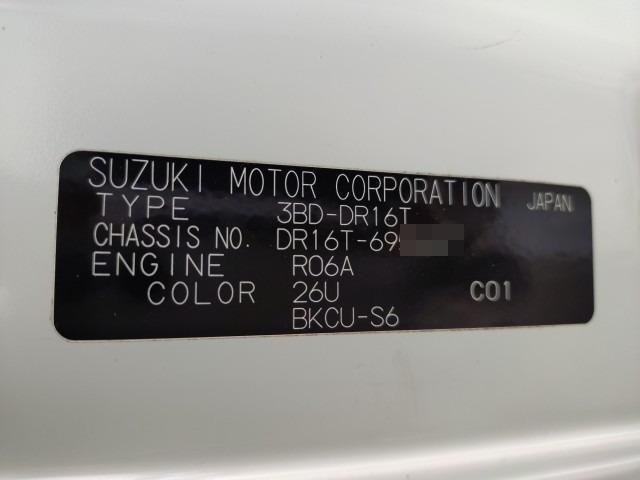 SUZUKI MOTOR CORPORATION JAPAN
TYPE 3BD-DR16T
CHASSIS NO. DR16T-69
ENGINE R06A
COLOR 26U C01
BKCU-S6